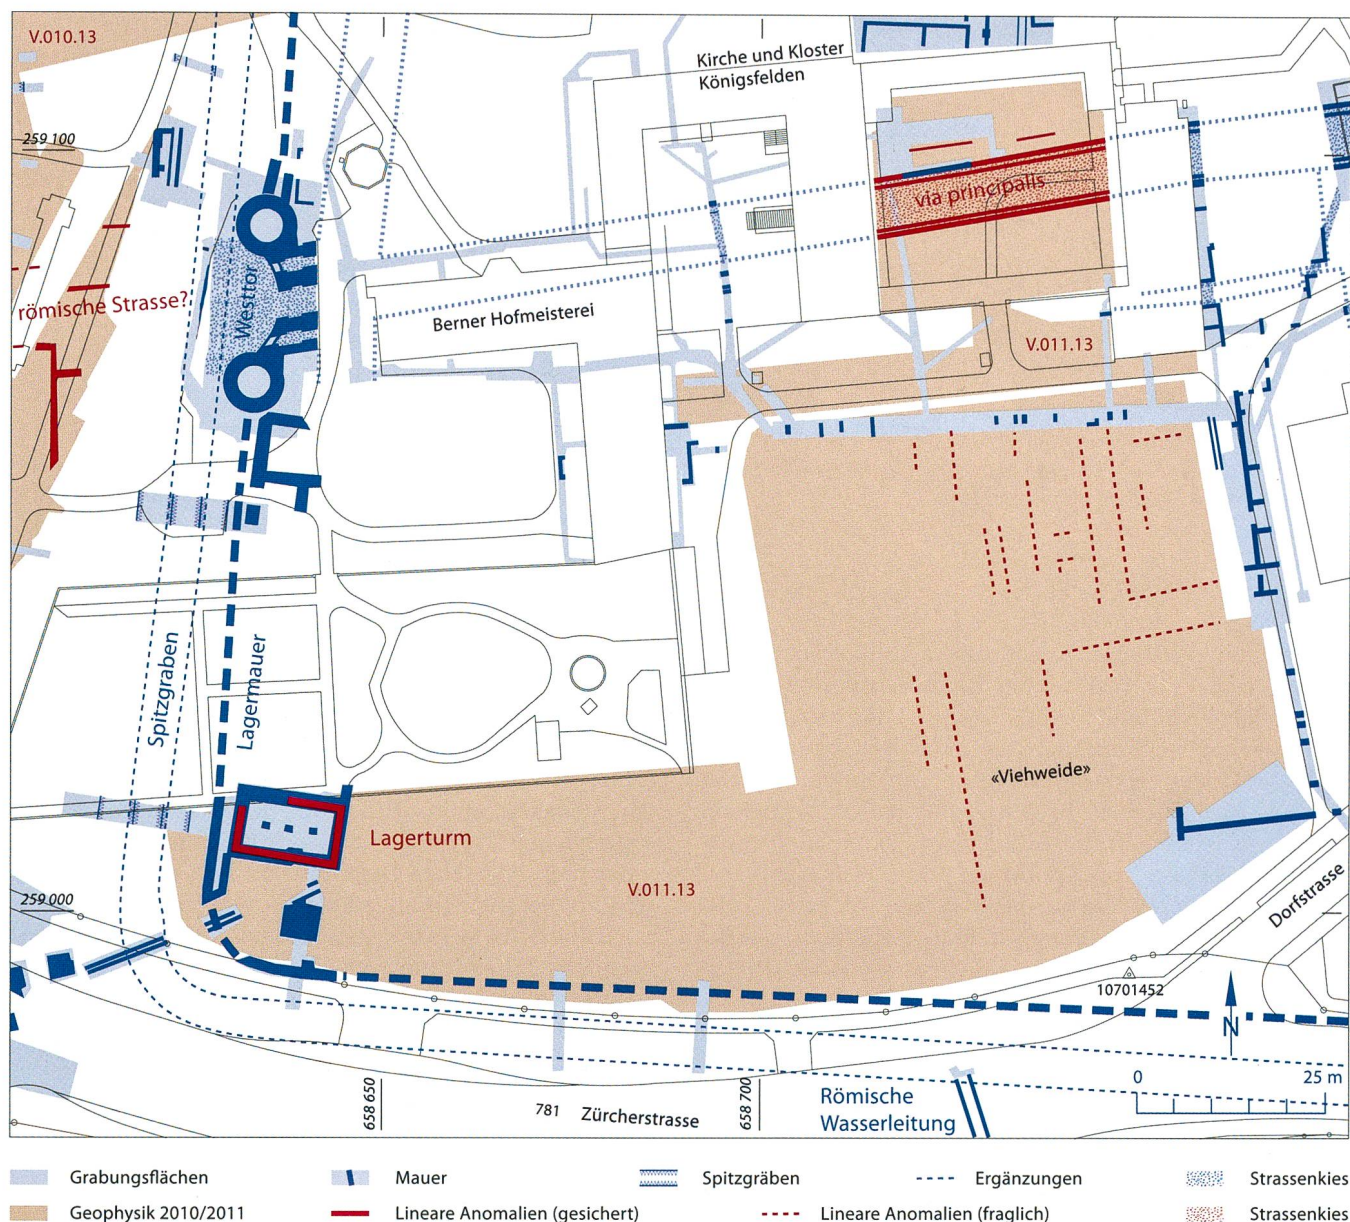 V.010.13
Kirche und Kloster
Königsfelden
259 100
via principalis
Westtor
römische Strasse?
Berner Hofmeisterei
V.011.13
Spitzgraben
Lagermauer
«Viehweide»
Lagerturm
V.011.13
259 000
Dorfstrasse
10701452
N
0 25 m
658 650
658 700
781 Zürcherstrasse
Römische
Wasserleitung
Grabungsflächen Mauer Spitzgräben Ergänzungen Strassenkies
Geophysik 2010/2011 Lineare Anomalien (gesichert) Lineare Anomalien (fraglich) Strassenkies